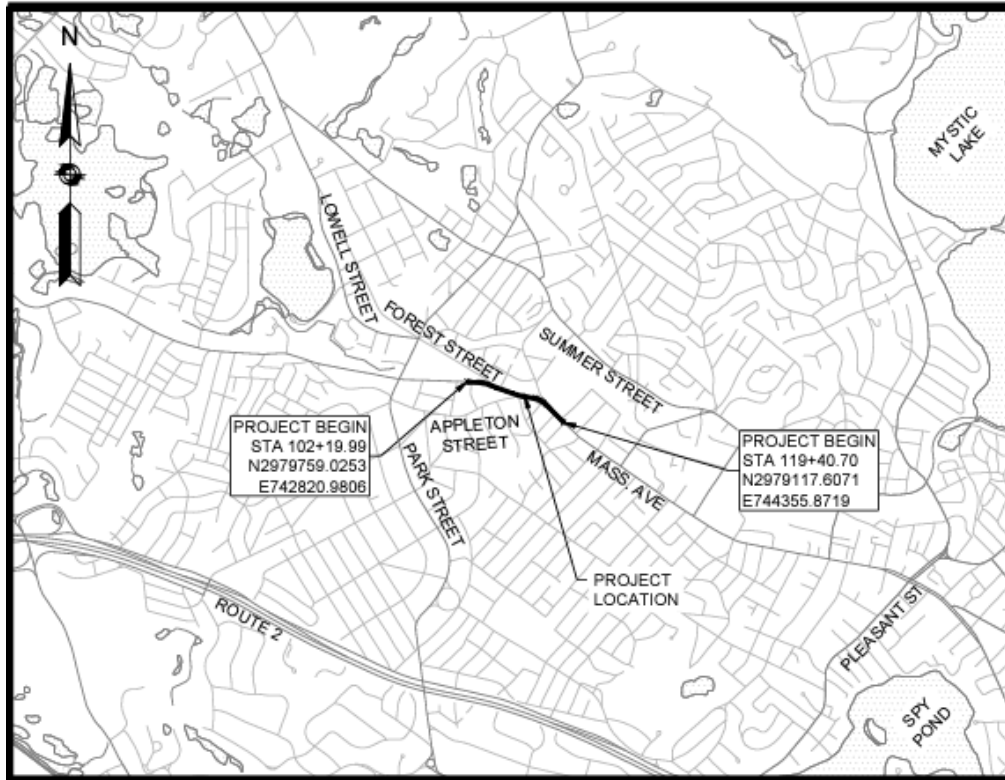 N
MYSTIC
LAKE
LOWELL STREET
FOREST STREET
SUMMER STREET
PROJECT BEGIN
STA 102+19.99
N2979759.0253
E742820.9806
APPLETON
STREET
PARK STREET
MASS. AVE
PROJECT BEGIN
STA 119+40.70
N2979117.6071
E744355.8719
PROJECT
LOCATION
ROUTE 2
PLEASANT ST
SPY
POND